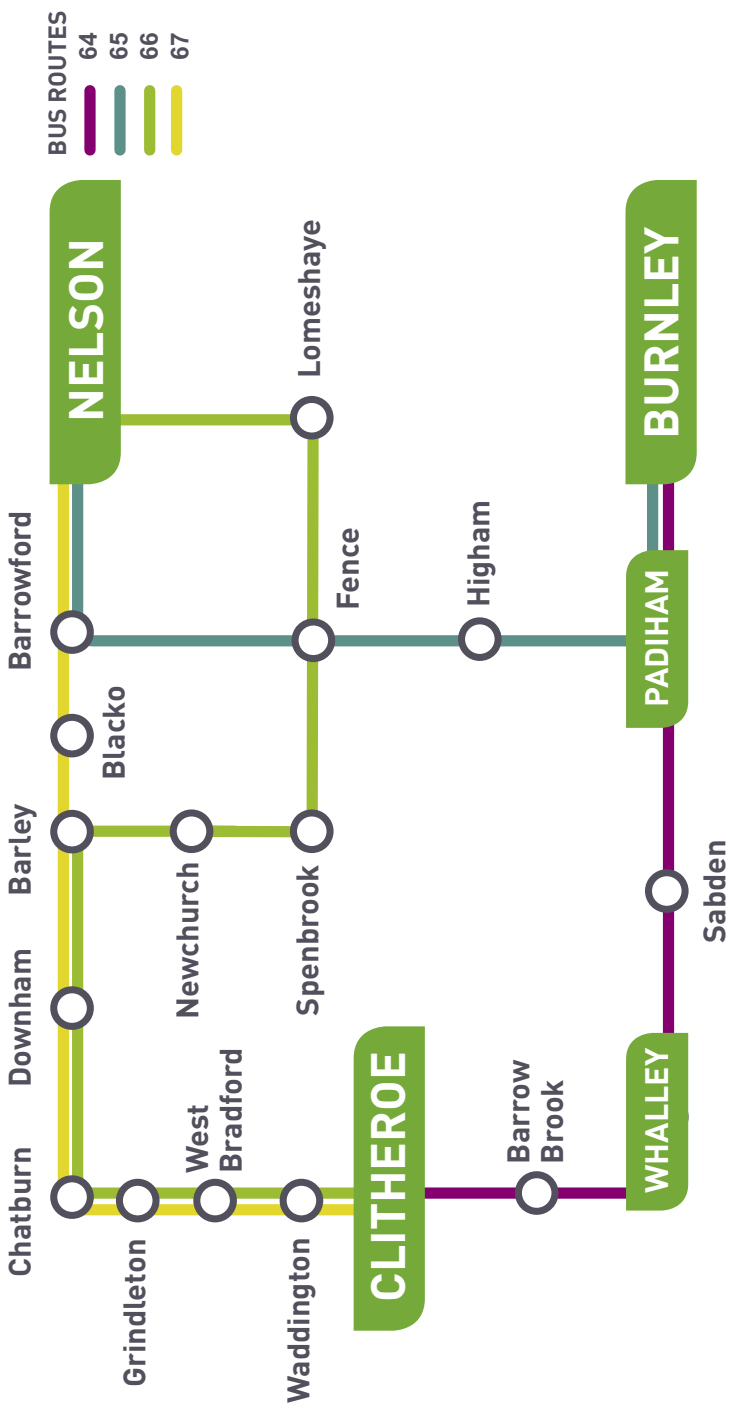 BUS ROUTES
64
65
66
67
Chatburn
Downham
Barley
Barrowford
NELSON
Blacko
Grindleton
West
Bradford
Newchurch
Waddington
Spenbrook
Fence
Lomeshaye
CLITHEROE
Higham
Barrow
Brook
WHALLEY
PADIHAM
BURNLEY
Sabden